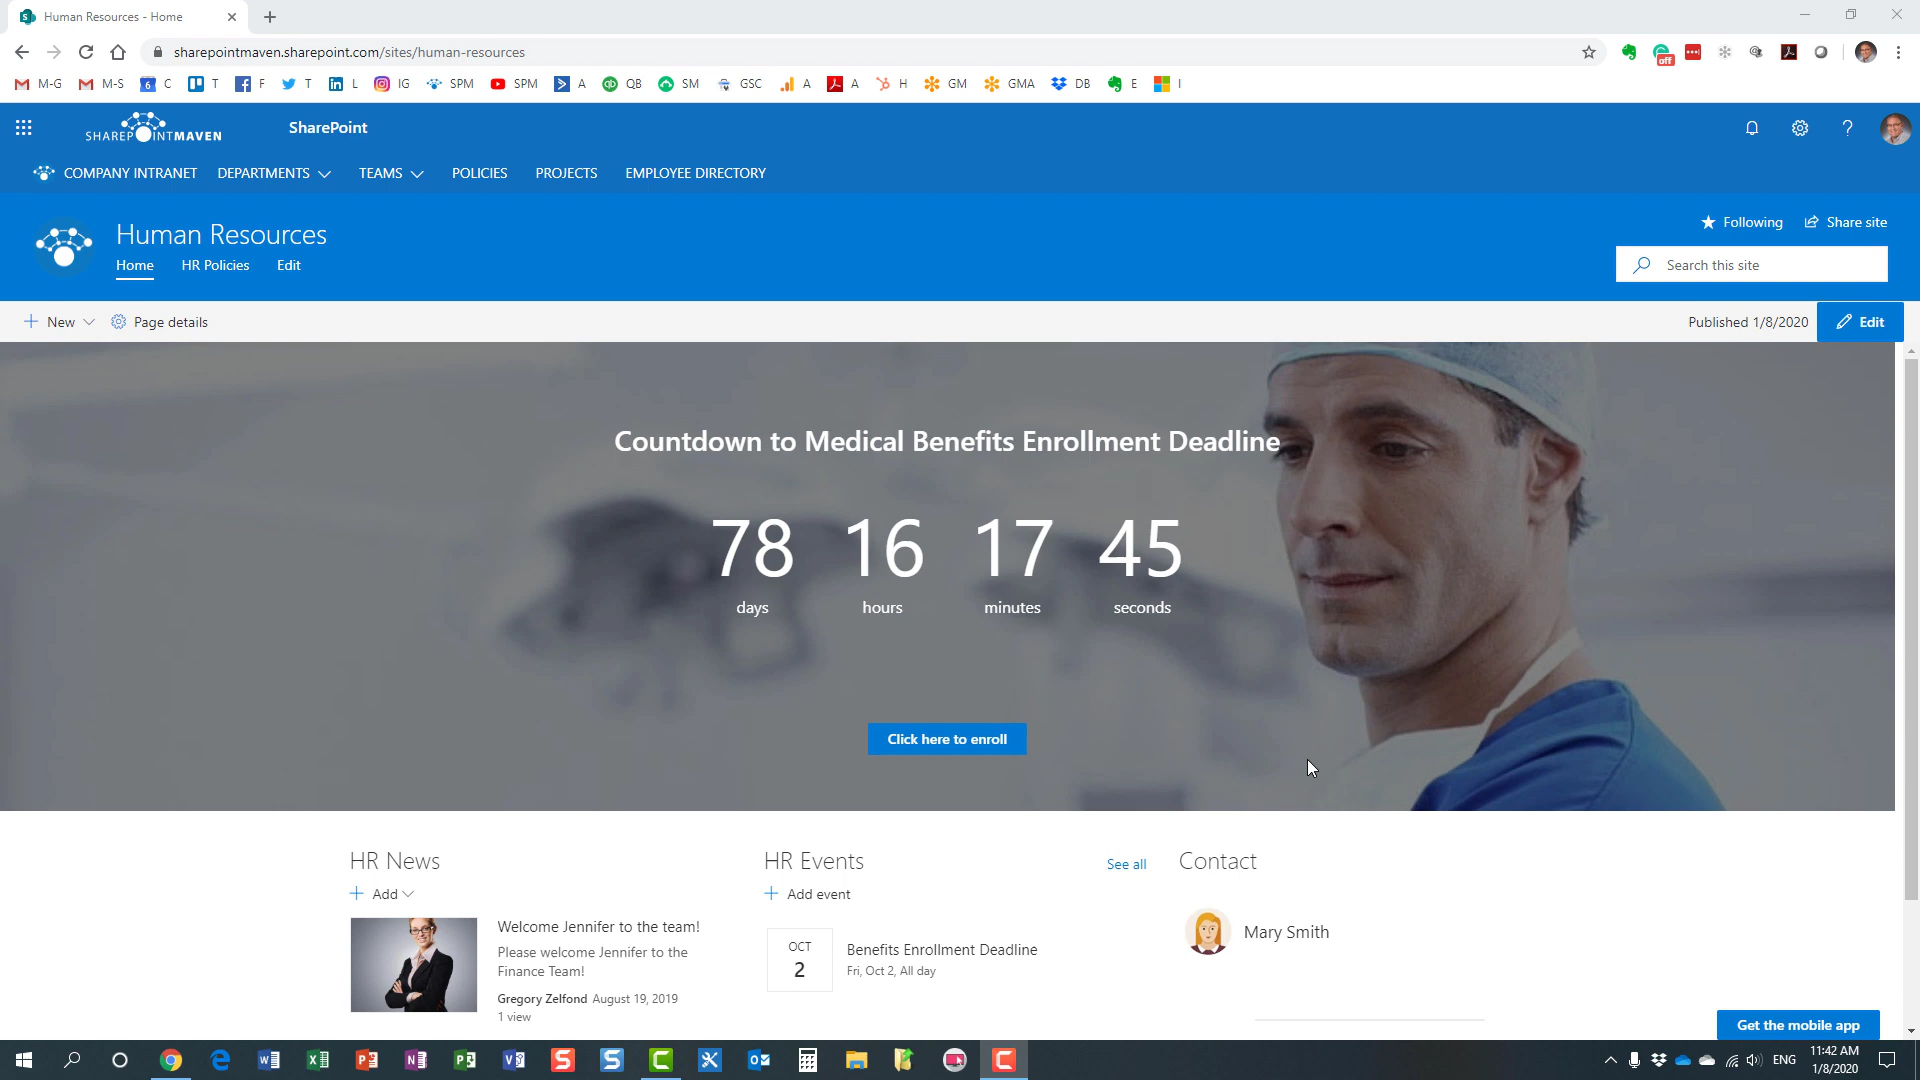 Human Resources - Home
sharepointmaven.sharepoint.com/sites/human-resources
off
M-G
M-S
6
C
T
F
T
L
IG
SPM
SPM
A
QB
SM
GSC
A
A
H
GM
GMA
DB
E
I
SHAREPOINTMAVEN
SharePoint
COMPANY INTRANET
DEPARTMENTS
TEAMS
POLICIES
PROJECTS
EMPLOYEE DIRECTORY
Human Resources
Following
Share site
Home
HR Policies
Edit
Search this site
New
Page details
Published 1/8/2020
Edit
Countdown to Medical Benefits Enrollment Deadline
78 16 17 45
days hours minutes seconds
Click here to enroll
HR News
Add
Welcome Jennifer to the team!
Please welcome Jennifer to the
Finance Team!
Gregory Zelfond August 19, 2019
1 view
HR Events
See all
Add event
OCT
2
Benefits Enrollment Deadline
Fri, Oct 2, All day
Contact
Mary Smith
Get the mobile app
ENG
11:42 AM
1/8/2020